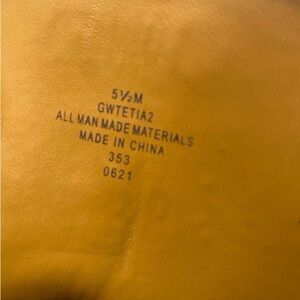 5½M
GWTETIA2
ALL MAN MADE MATERIALS
MADE IN CHINA
353
0621